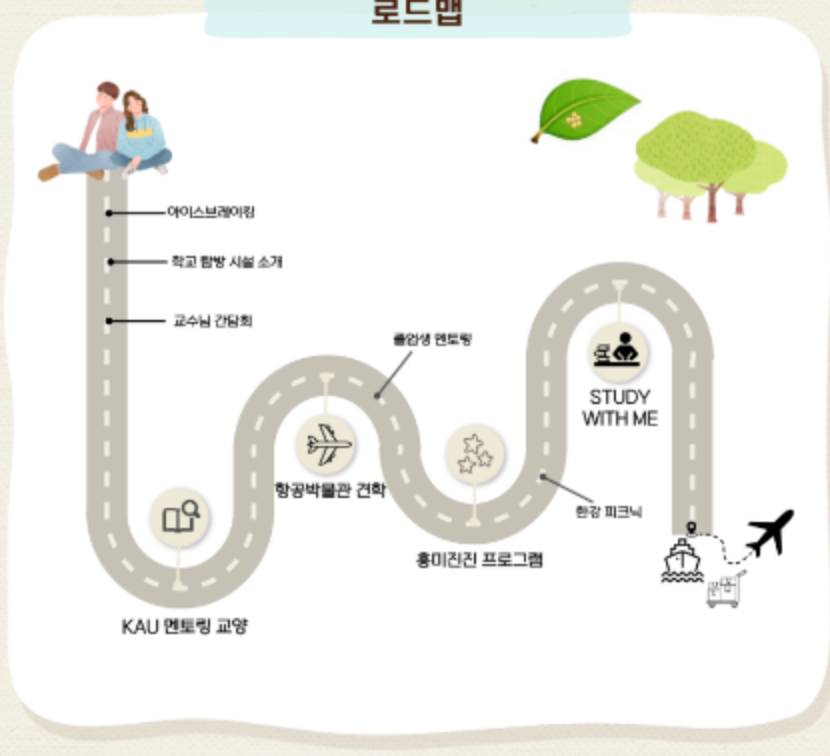 로드맵
아이스브레이킹
학교 탐방 시설 소개
교수님 간담회
졸업생 멘토링
항공박물관 견학
KAU 멘토링 교양
흥미진진 프로그램
STUDY
WITH ME
한강 피크닉